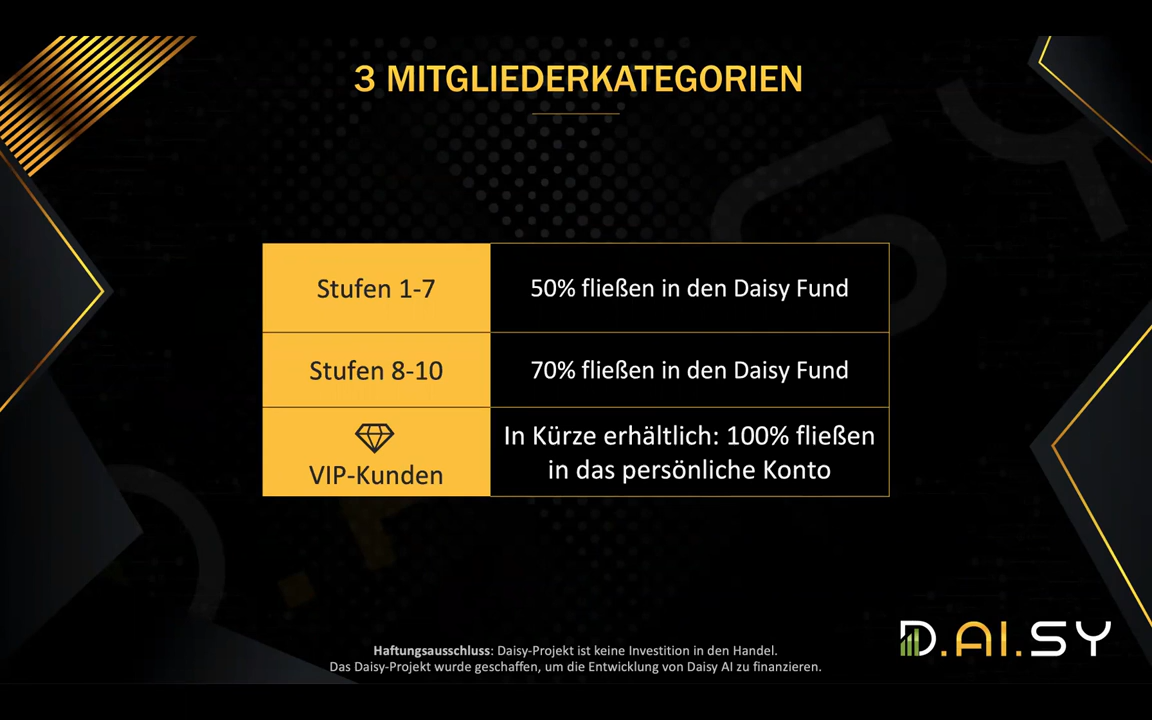 3 MITGLIEDERKATEGORIEN
Stufen 1-7
50% fließen in den Daisy Fund
Stufen 8-10
70% fließen in den Daisy Fund
VIP-Kunden
In Kürze erhältlich: 100% fließen
in das persönliche Konto
Haftungsausschluss: Daisy-Projekt ist keine Investition in den Handel.
Das Daisy-Projekt wurde geschaffen, um die Entwicklung von Daisy AI zu finanzieren.
D.AI.SY